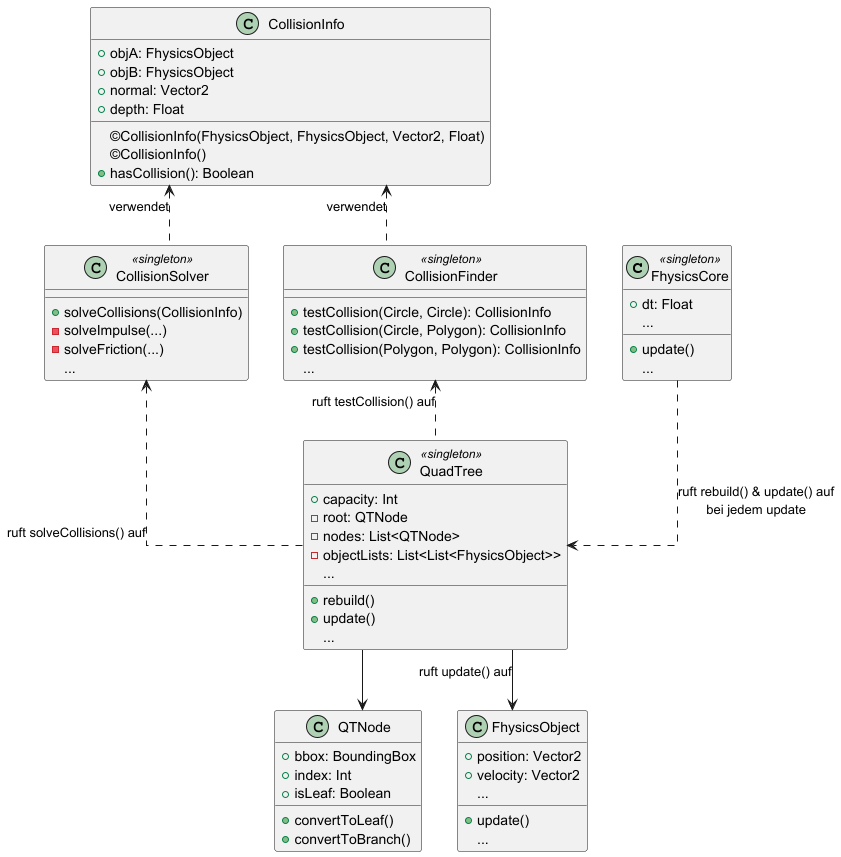 C CollisionInfo
objA: FhysicsObject
objB: FhysicsObject
normal: Vector2
depth: Float
©CollisionInfo(FhysicsObject, FhysicsObject, Vector2, Float)
©CollisionInfo()
hasCollision(): Boolean
verwendet
verwendet
C «singleton»
CollisionSolver
solveCollisions(CollisionInfo)
solveImpulse(...)
solveFriction(...)
...
C «singleton»
CollisionFinder
testCollision(Circle, Circle): CollisionInfo
testCollision(Circle, Polygon): CollisionInfo
testCollision(Polygon, Polygon): CollisionInfo
...
C «singleton»
FhysicsCore
dt: Float
...
update()
...
ruft testCollision() auf
ruft solveCollisions() auf
ruft rebuild() & update() auf
bei jedem update
C «singleton»
QuadTree
capacity: Int
root: QTNode
nodes: List<QTNode>
objectLists: List<List<FhysicsObject>>
...
rebuild()
update()
...
ruft update() auf
C QTNode
bbox: BoundingBox
index: Int
isLeaf: Boolean
convertToLeaf()
convertToBranch()
C FhysicsObject
position: Vector2
velocity: Vector2
...
update()
...